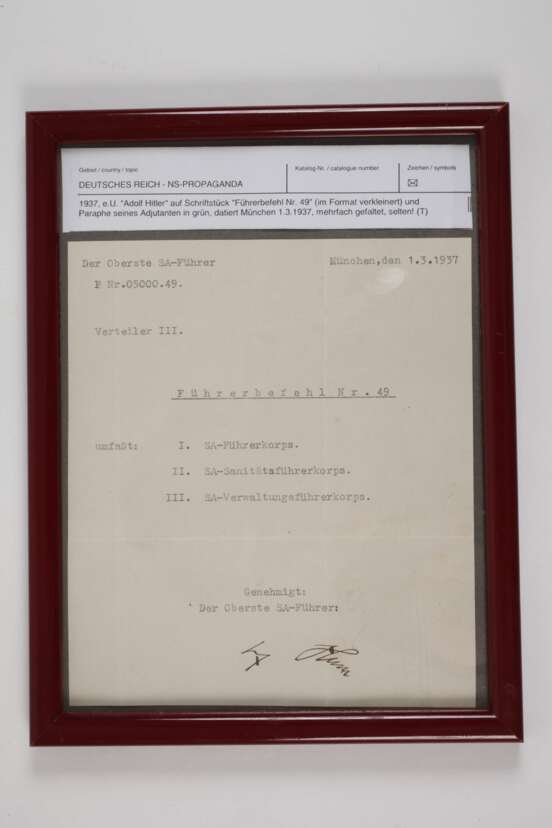 Gebiet / country / topic
Katalog-Nr. / catalogue number
Zeichen / symbols
DEUTSCHES REICH - NS-PROPAGANDA
1937, e.U. "Adolf Hitler" auf Schriftstück "Führerbefehl Nr. 49" (im Format verkleinert) und
Paraphe seines Adjutanten in grün, datiert München 1.3.1937, mehrfach gefaltet, selten! (T)
Der Oberste SA-Führer
München,den 1.3.1937
F Nr.05000.49.
Verteiler III.
Führerbefehl Nr. 49
umfaßt: I. SA-Führerkorps.
II. SA-Sanitätsführerkorps.
III. SA-Verwaltungsführerkorps.
Genehmigt:
Der Oberste SA-Führer: